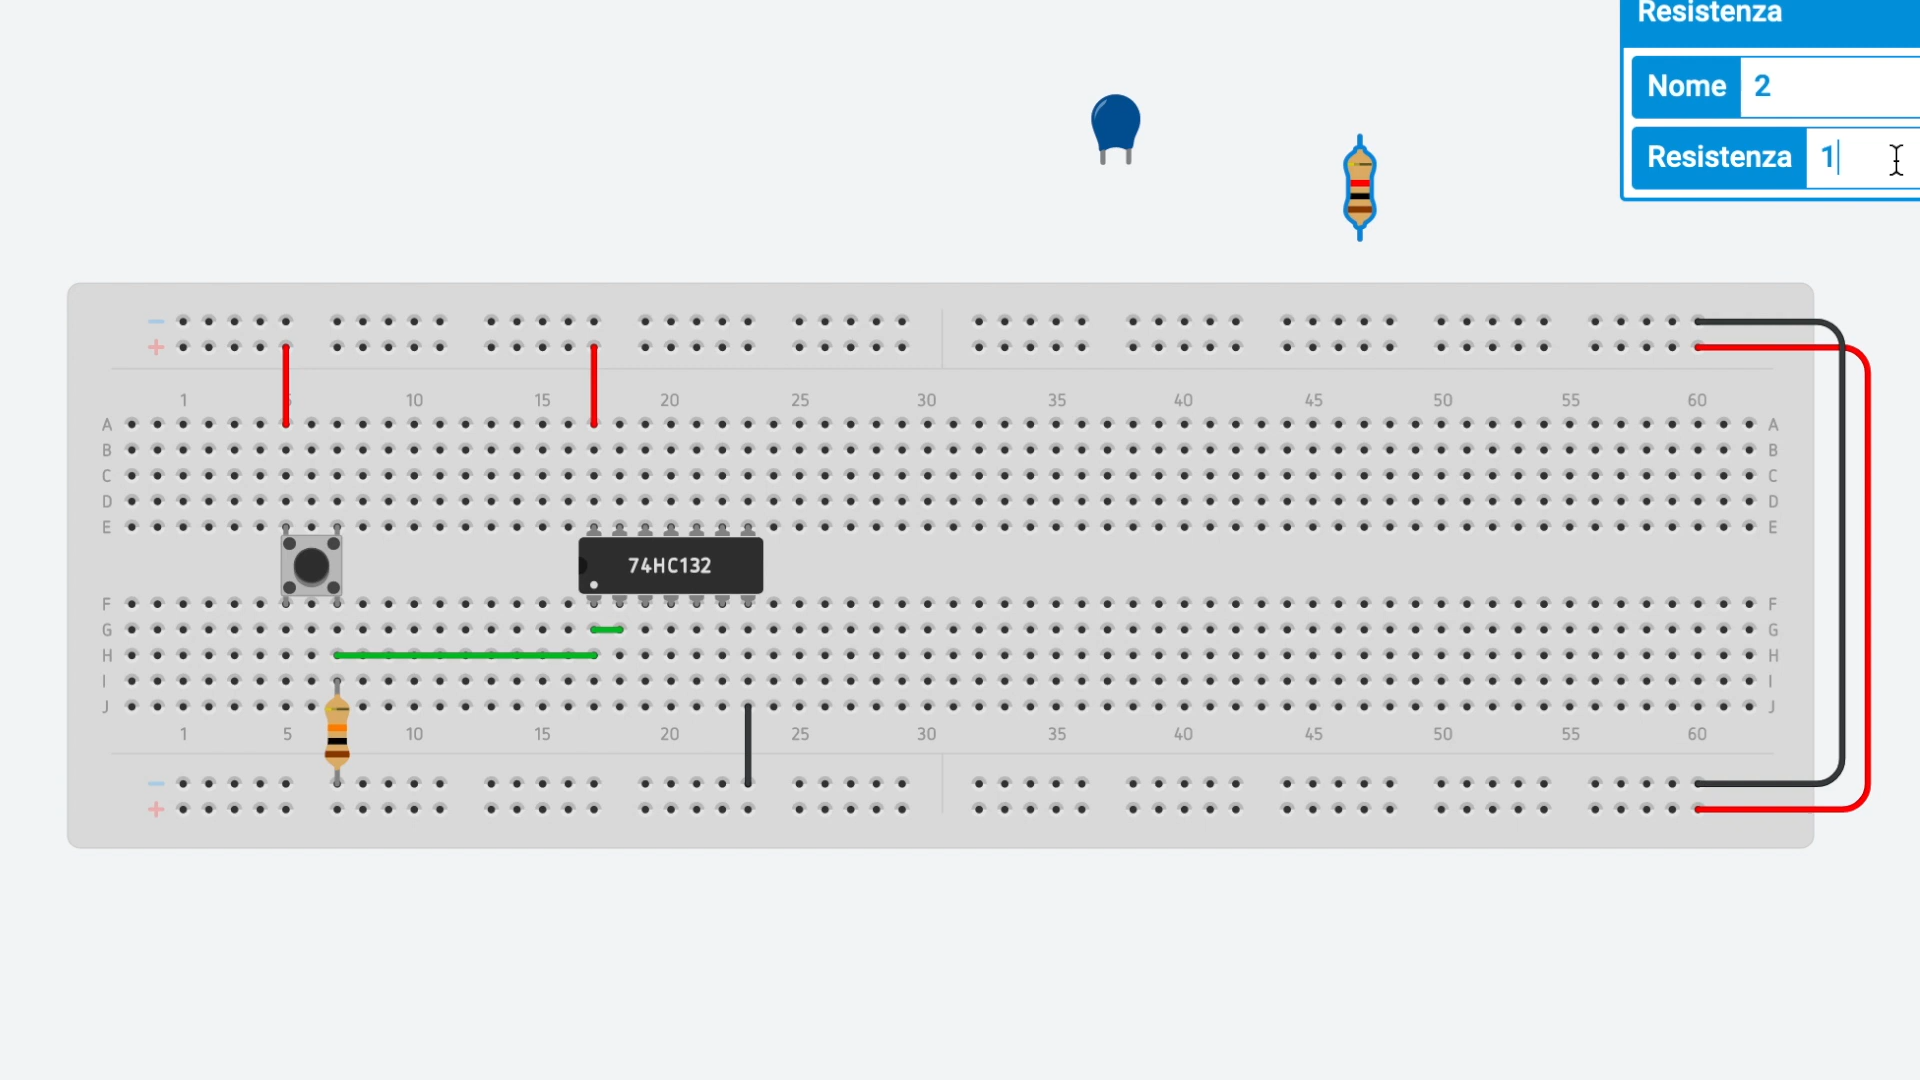 Resistenza
Nome 2
Resistenza 1
− 
+
1 5 10 15 20 25 30 35 40 45 50 55 60
A A
B B
C C
D D
E E
74HC132
F F
G G
H H
I I
J J
1 5 10 15 20 25 30 35 40 45 50 55 60
−
+